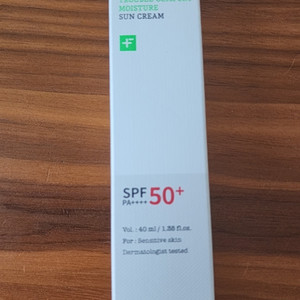 MOISTURE
SUN CREAM
SPF 50+
PA++++
Vol : 40 ml / 1.35 fl.oz.
For : Sensitive skin
Dermatologist tested